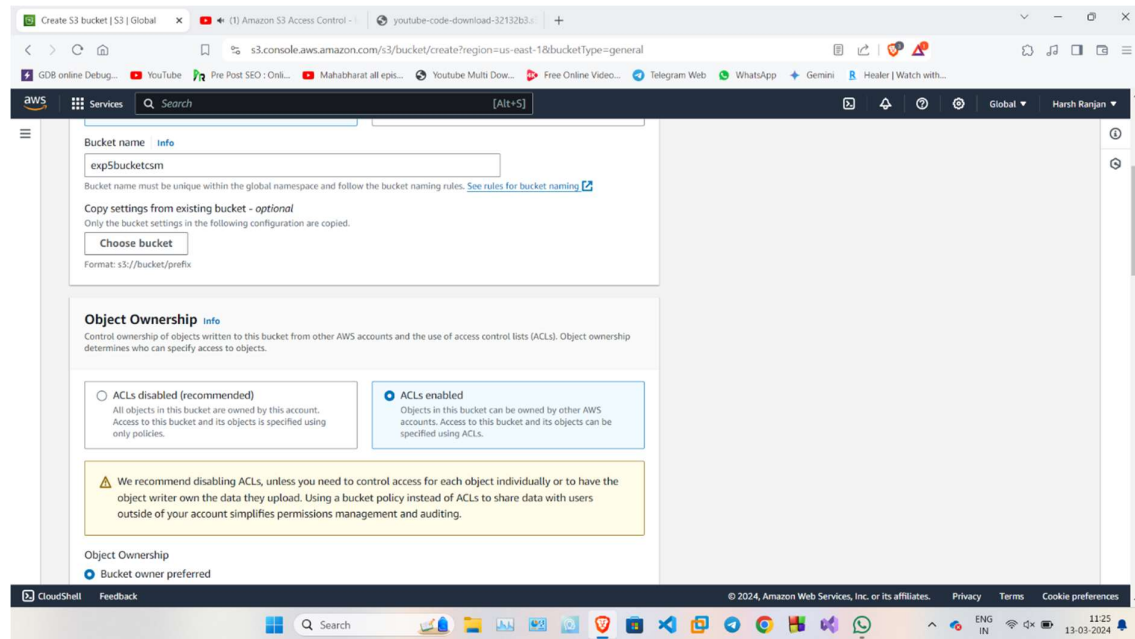 Create S3 bucket | S3 | Global
(1) Amazon S3 Access Control -
youtube-code-download-32132b3.
s3.console.aws.amazon.com/s3/bucket/create?region=us-east-1&bucketType=general
GDB online Debug... YouTube Pre Post SEO : Onli... Mahabharat all epis... Youtube Multi Dow... Free Online Video... Telegram Web WhatsApp Gemini Healer | Watch with...
aws Services Search [Alt+S] Global Harsh Ranjan
Bucket name Info
exp5bucketcsm
Bucket name must be unique within the global namespace and follow the bucket naming rules. See rules for bucket naming
Copy settings from existing bucket - optional
Only the bucket settings in the following configuration are copied.
Choose bucket
Format: s3://bucket/prefix
Object Ownership Info
Control ownership of objects written to this bucket from other AWS accounts and the use of access control lists (ACLs). Object ownership
determines who can specify access to objects.
ACLs disabled (recommended)
All objects in this bucket are owned by this account.
Access to this bucket and its objects is specified using
only policies.
ACLs enabled
Objects in this bucket can be owned by other AWS
accounts. Access to this bucket and its objects can be
specified using ACLs.
We recommend disabling ACLs, unless you need to control access for each object individually or to have the
object writer own the data they upload. Using a bucket policy instead of ACLs to share data with users
outside of your account simplifies permissions management and auditing.
Object Ownership
Bucket owner preferred
CloudShell Feedback © 2024, Amazon Web Services, Inc. or its affiliates. Privacy Terms Cookie preferences
Search
ENG
IN
11:25
13-03-2024